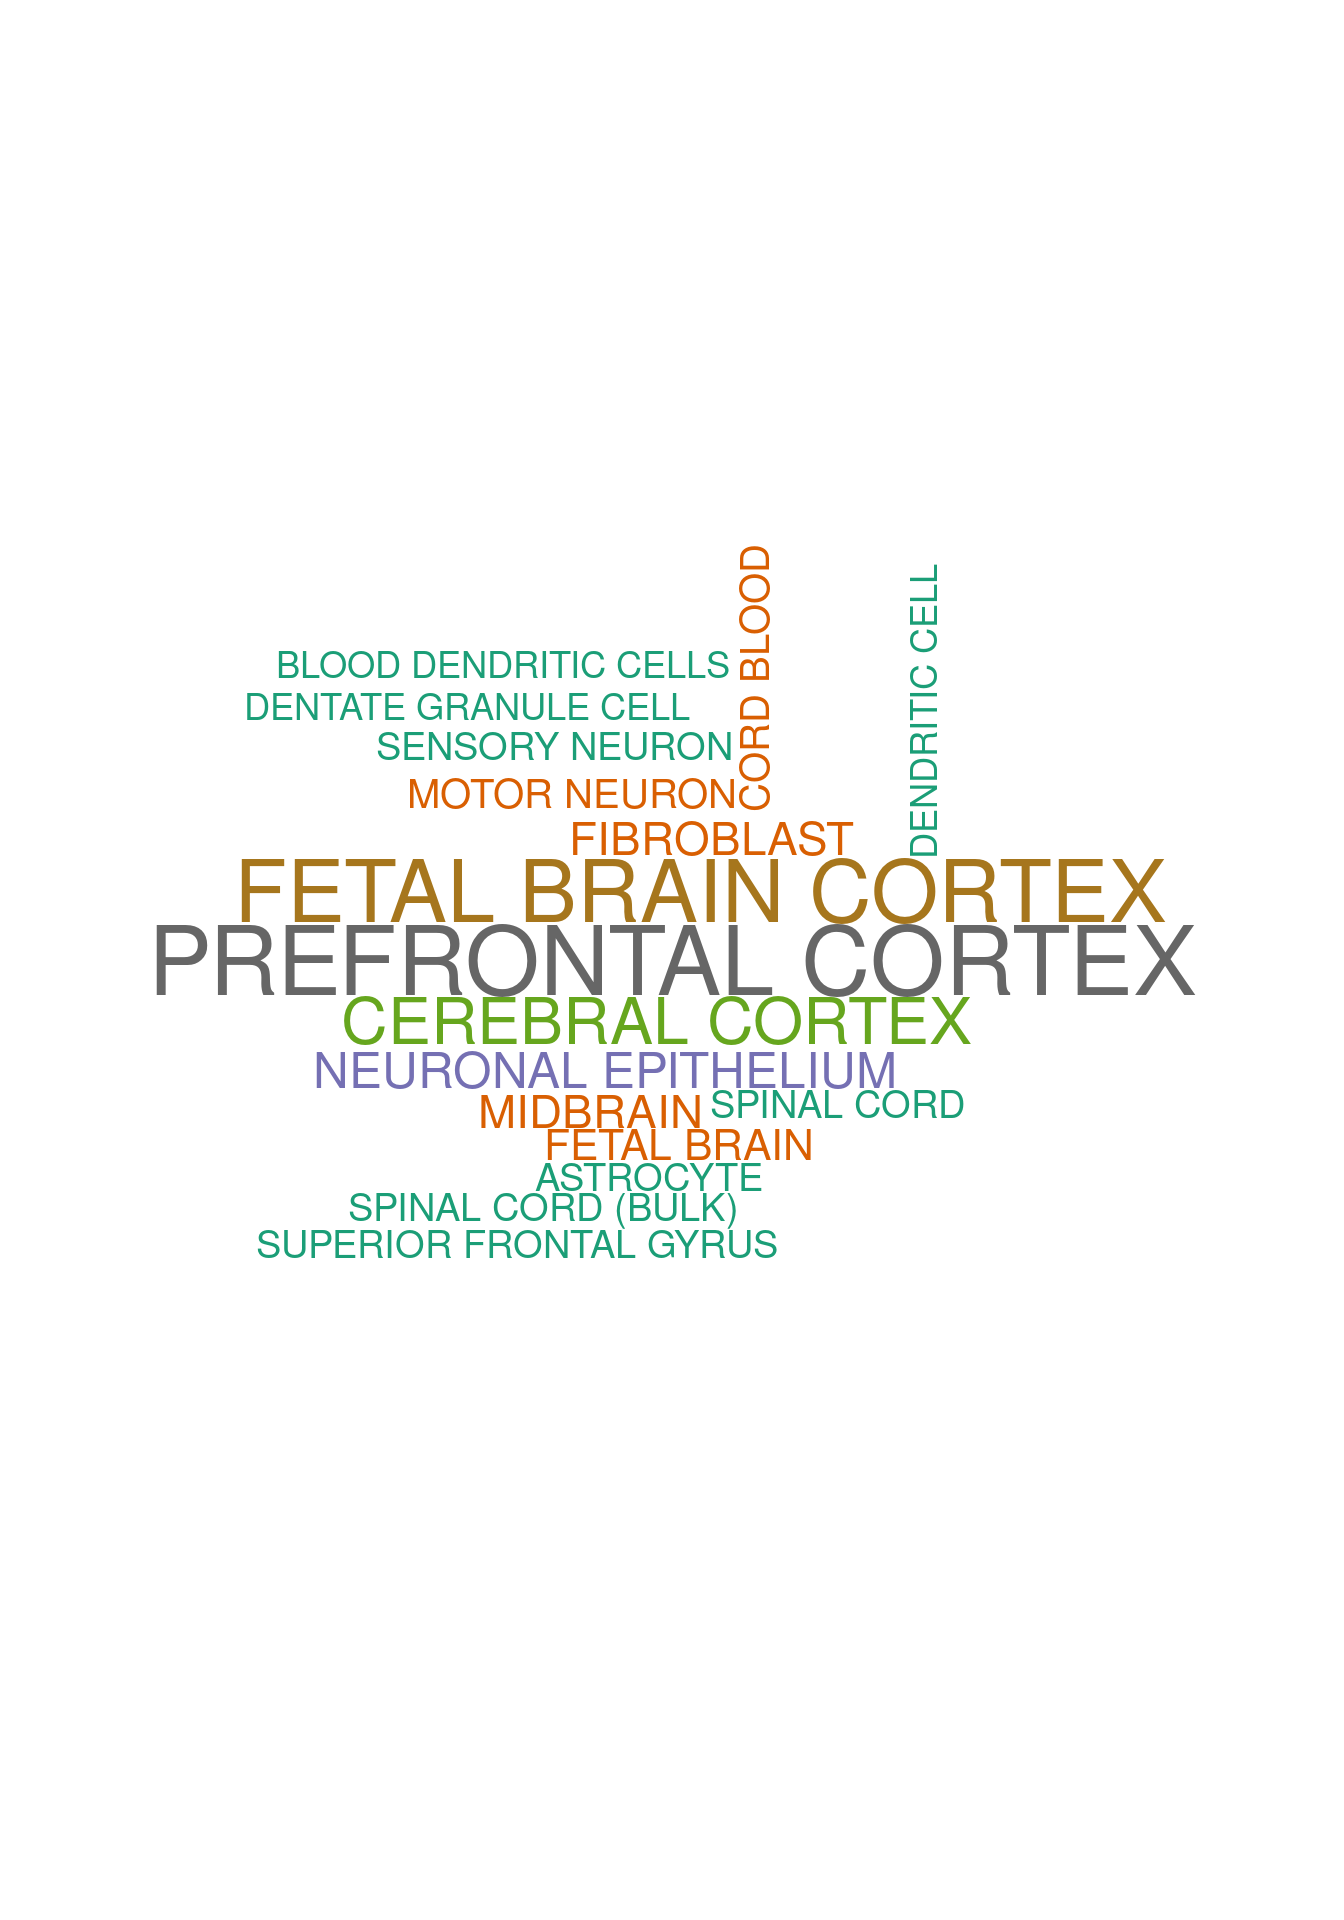 CORD BLOOD
DENDRITIC CELL
BLOOD DENDRITIC CELLS
DENTATE GRANULE CELL
SENSORY NEURON
MOTOR NEURON
FIBROBLAST
FETAL BRAIN CORTEX
PREFRONTAL CORTEX
CEREBRAL CORTEX
NEURONAL EPITHELIUM
SPINAL CORD
MIDBRAIN
FETAL BRAIN
ASTROCYTE
SPINAL CORD (BULK)
SUPERIOR FRONTAL GYRUS